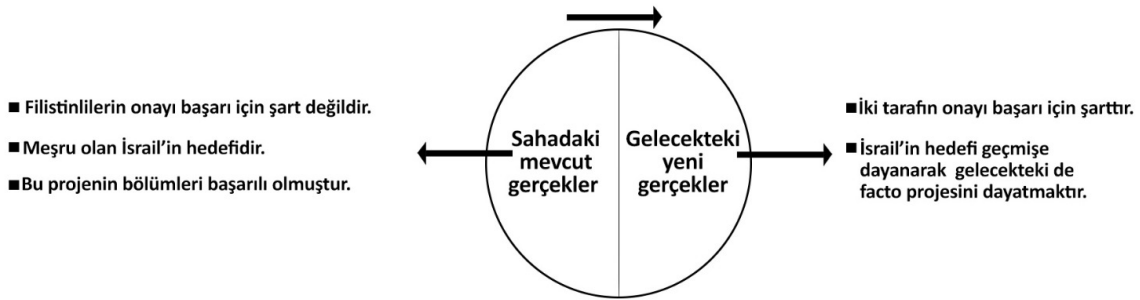 ■ Filistinlilerin onayı başarı için şart değildir.
■ Meşru olan İsrail’in hedefidir.
■ Bu projenin bölümleri başarılı olmuştur.
Sahadaki
mevcut
gerçekler
Gelecekteki
yeni
gerçekler
■ İki tarafın onayı başarı için şarttır.
■ İsrail’in hedefi geçmişe
dayanarak gelecekteki de
facto projesini dayatmaktır.